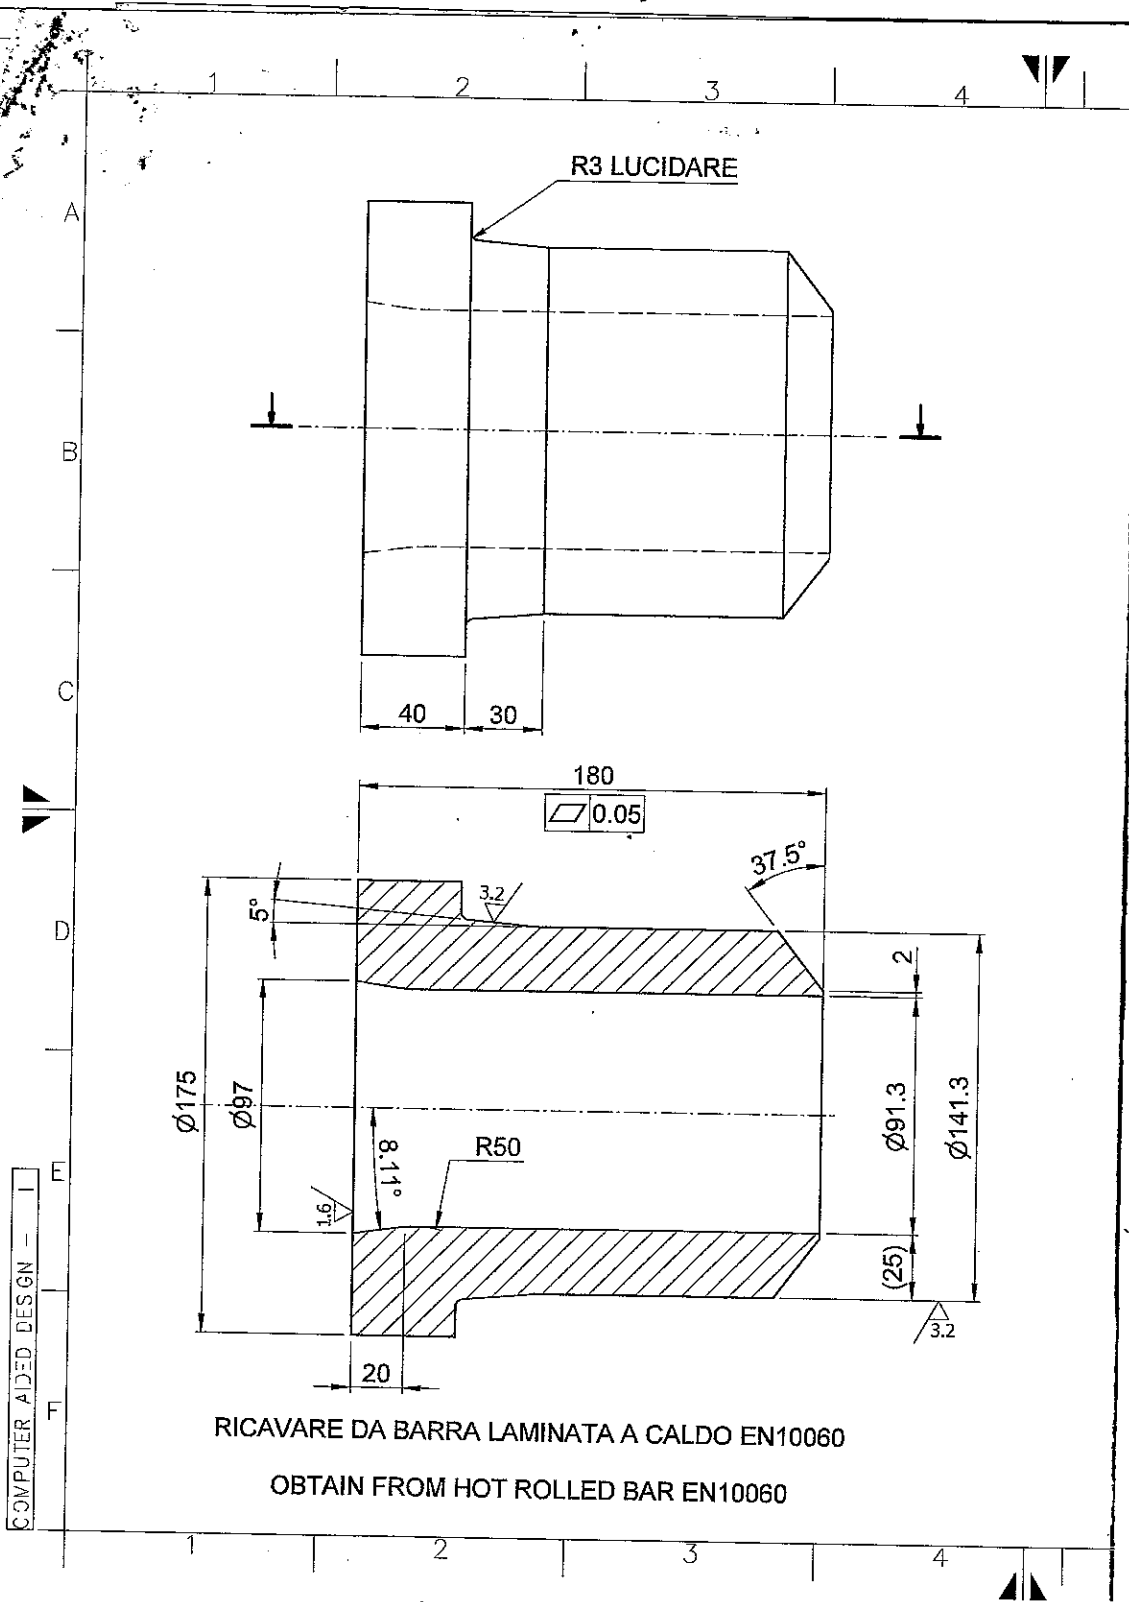 1 2 3 4
A
R3 LUCIDARE
B
C
40 30
180
0.05
37.5°
3.2
5°
D
2
Ø175
Ø97
8.11°
R50
Ø91.3
Ø141.3
E
1.6
(25)
3.2
20
F
RICAVARE DA BARRA LAMINATA A CALDO EN10060
OBTAIN FROM HOT ROLLED BAR EN10060
COMPUTER AIDED DESIGN - I
1 2 3 4